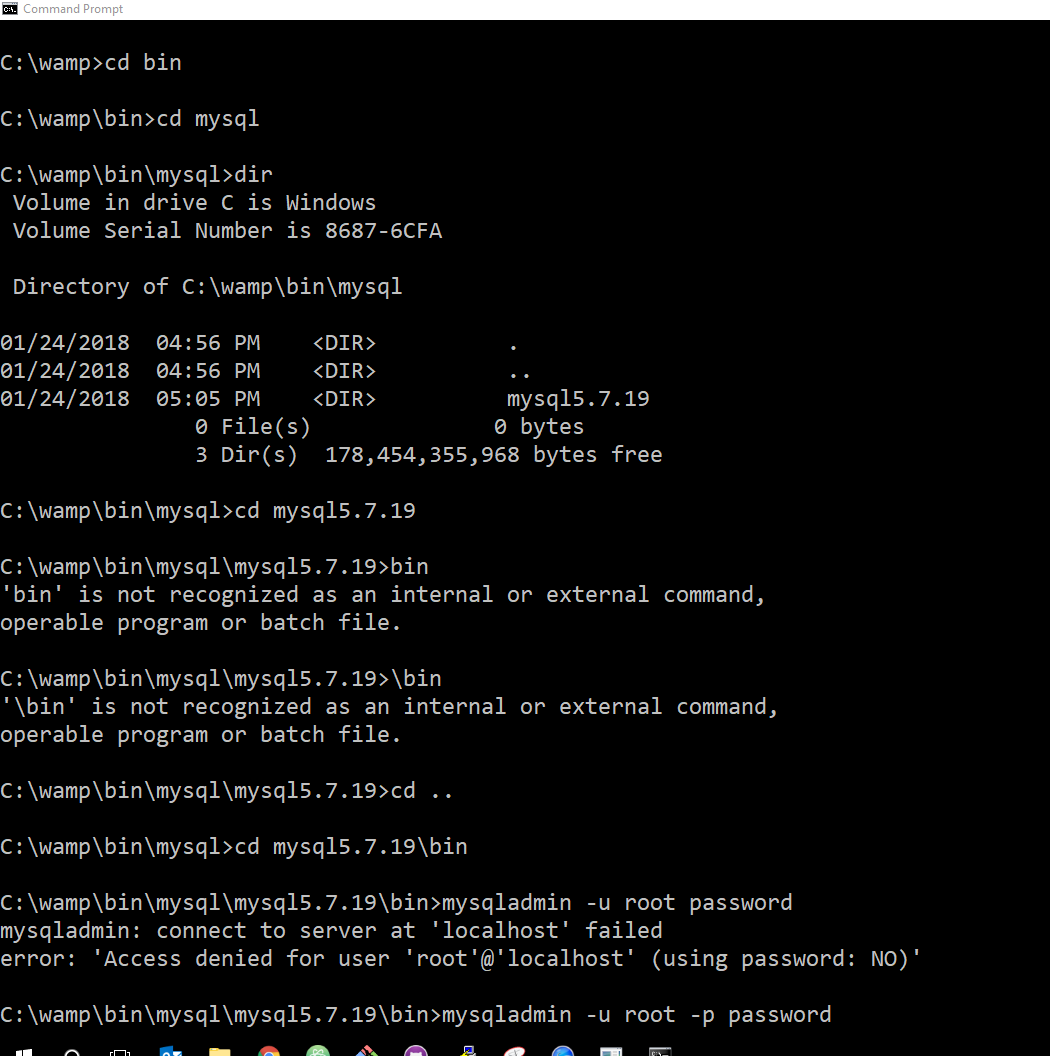 Command Prompt
C:\wamp>cd bin
C:\wamp\bin>cd mysql
C:\wamp\bin\mysql>dir
Volume in drive C is Windows
Volume Serial Number is 8687-6CFA
Directory of C:\wamp\bin\mysql
01/24/2018  04:56 PM    <DIR>          .
01/24/2018  04:56 PM    <DIR>          ..
01/24/2018  05:05 PM    <DIR>          mysql5.7.19
0 File(s)              0 bytes
3 Dir(s)  178,454,355,968 bytes free
C:\wamp\bin\mysql>cd mysql5.7.19
C:\wamp\bin\mysql\mysql5.7.19>bin
'bin' is not recognized as an internal or external command,
operable program or batch file.
C:\wamp\bin\mysql\mysql5.7.19>\bin
'\bin' is not recognized as an internal or external command,
operable program or batch file.
C:\wamp\bin\mysql\mysql5.7.19>cd ..
C:\wamp\bin\mysql>cd mysql5.7.19\bin
C:\wamp\bin\mysql\mysql5.7.19\bin>mysqladmin -u root password
mysqladmin: connect to server at 'localhost' failed
error: 'Access denied for user 'root'@'localhost' (using password: NO)'
C:\wamp\bin\mysql\mysql5.7.19\bin>mysqladmin -u root -p password